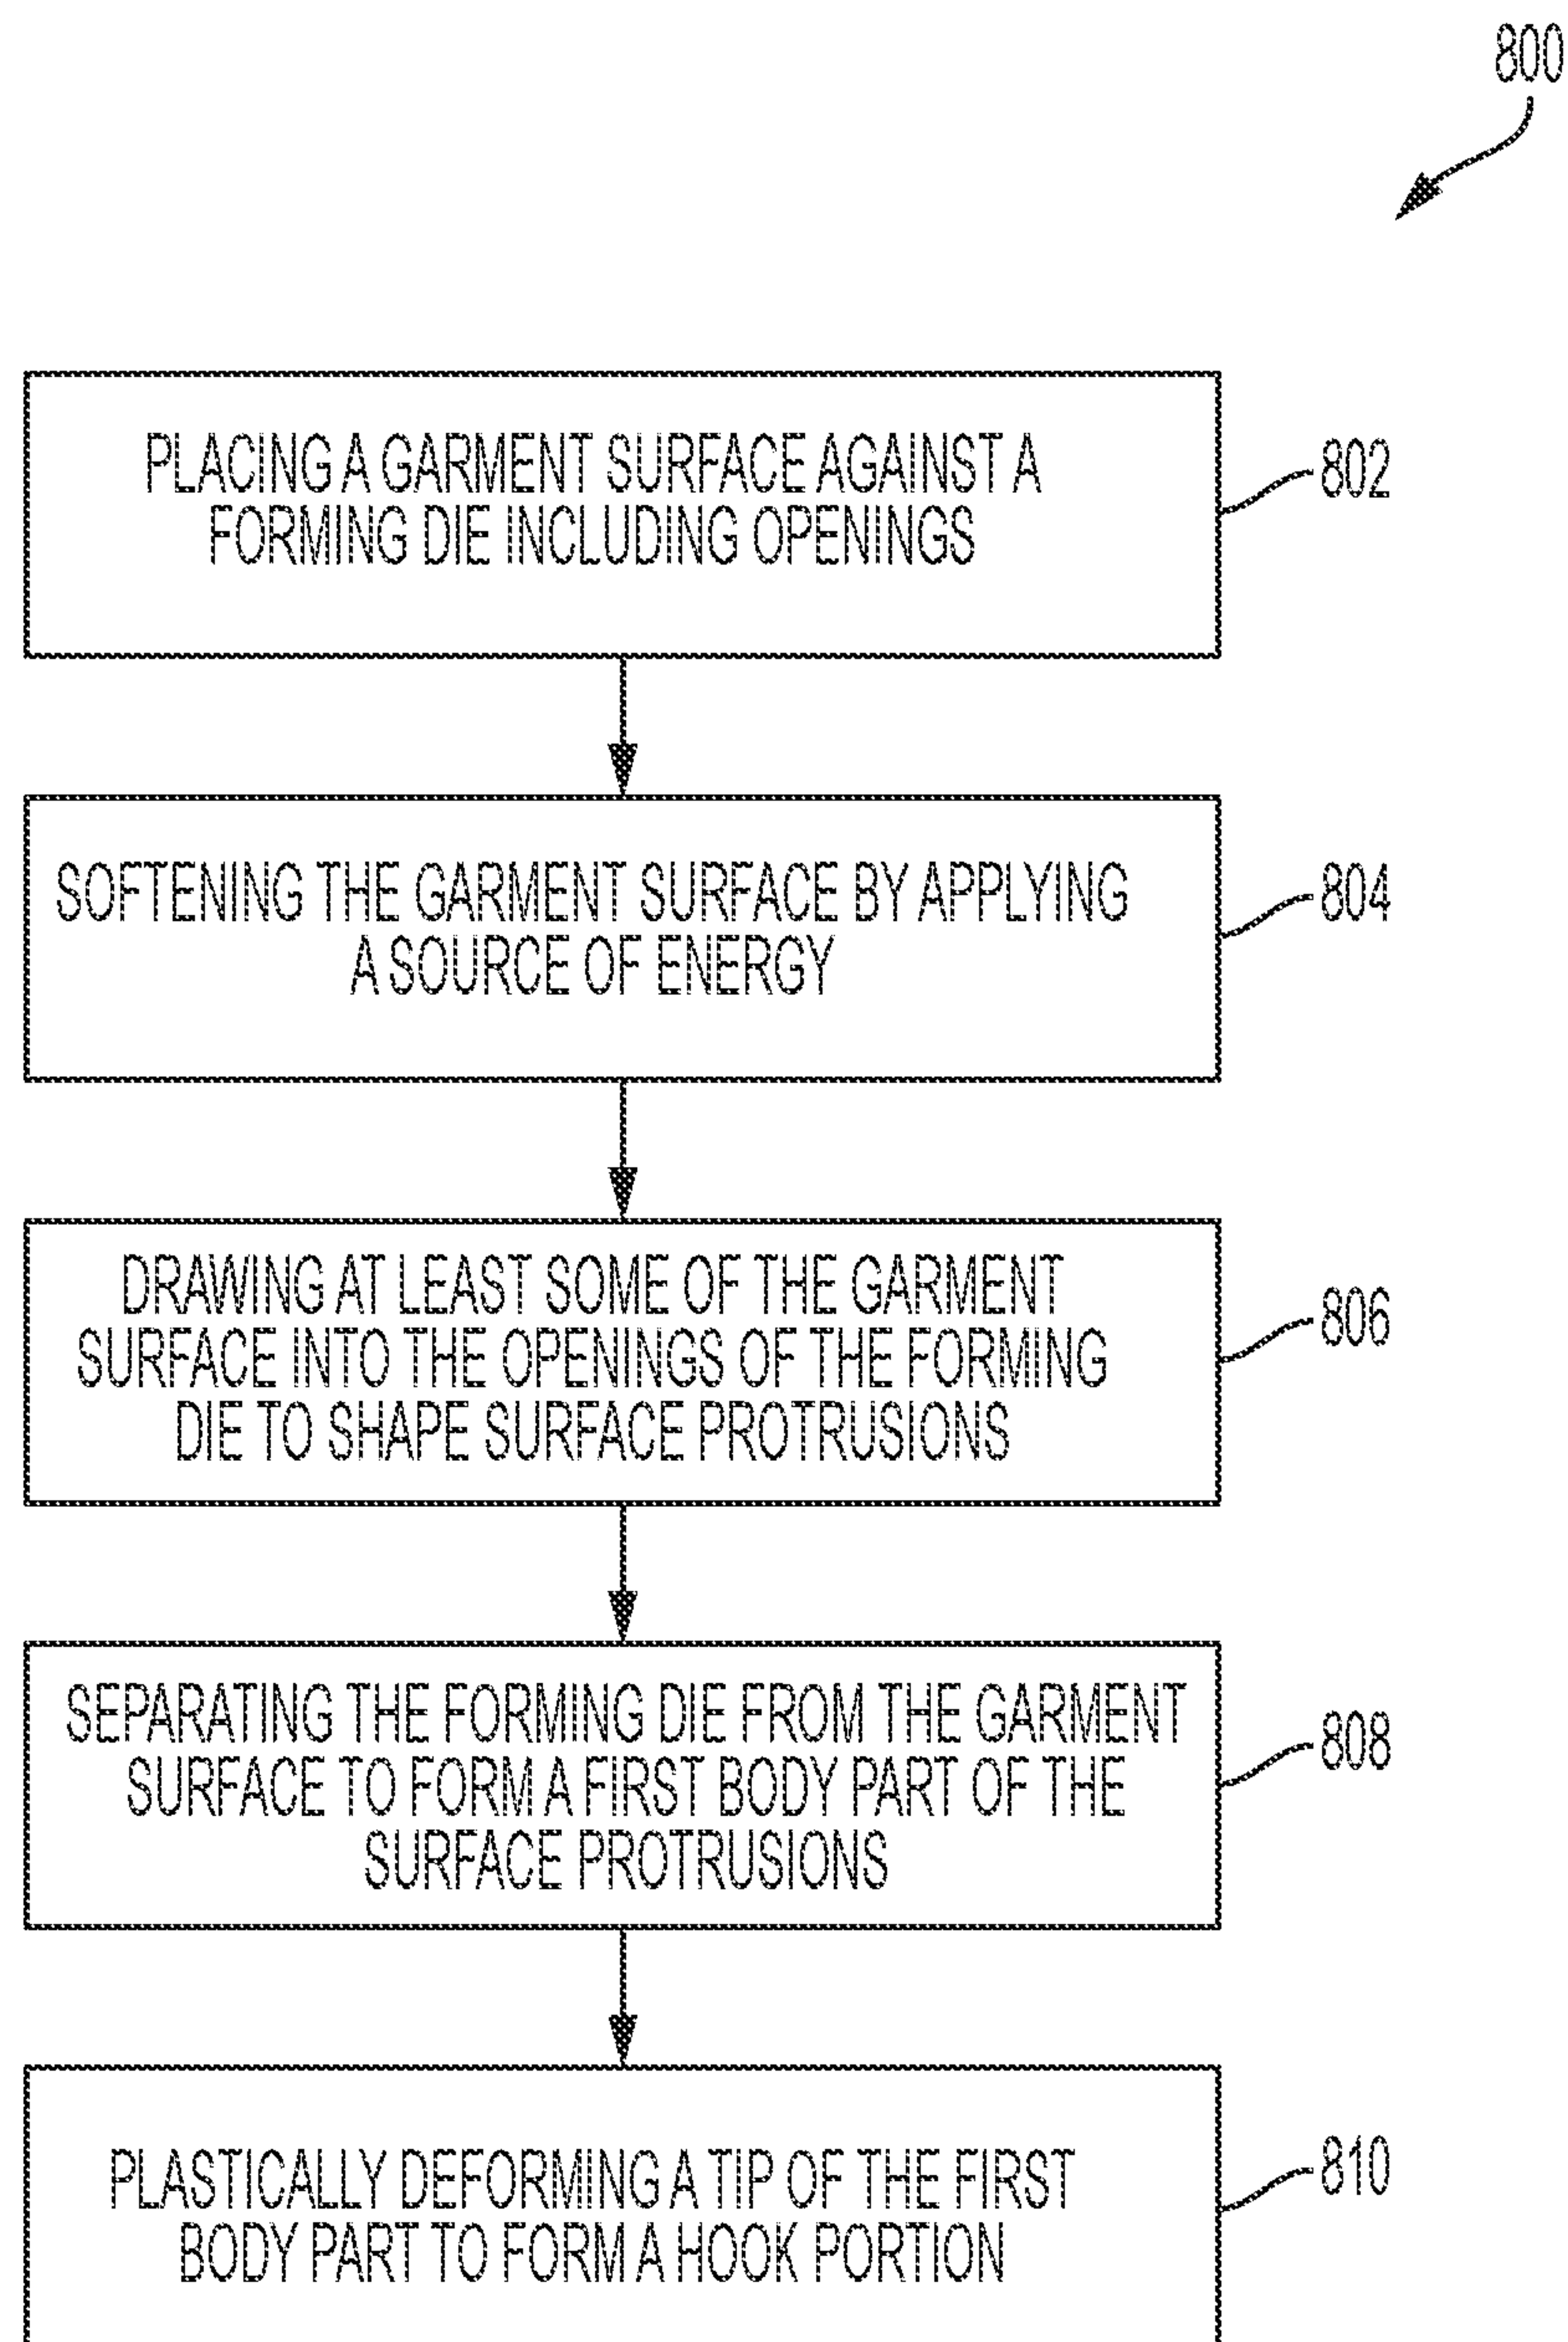 800
PLACING A GARMENT SURFACE AGAINST A
FORMING DIE INCLUDING OPENINGS
802
SOFTENING THE GARMENT SURFACE BY APPLYING
A SOURCE OF ENERGY
804
DRAWING AT LEAST SOME OF THE GARMENT
SURFACE INTO THE OPENINGS OF THE FORMING
DIE TO SHAPE SURFACE PROTRUSIONS
806
SEPARATING THE FORMING DIE FROM THE GARMENT
SURFACE TO FORM A FIRST BODY PART OF THE
SURFACE PROTRUSIONS
808
PLASTICALLY DEFORMING A TIP OF THE FIRST
BODY PART TO FORM A HOOK PORTION
810